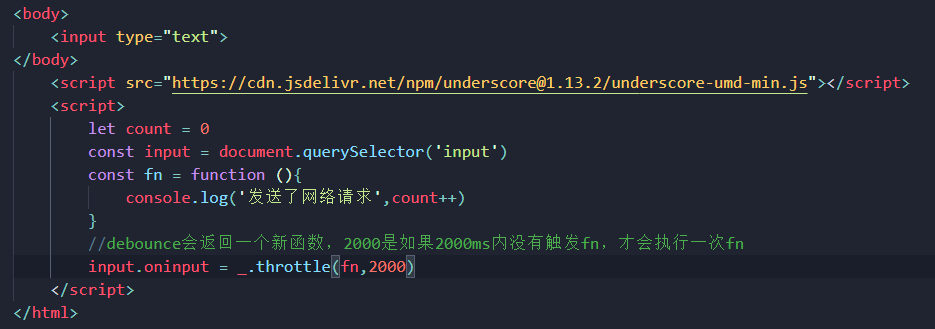 <body>
    <input type="text">
</body>
    <script src="https://cdn.jsdelivr.net/npm/underscore@1.13.2/underscore-umd-min.js"></script>
    <script>
        let count = 0
        const input = document.querySelector('input')
        const fn = function (){
            console.log('发送了网络请求',count++)
        }
        //debounce会返回一个新函数，2000是如果2000ms内没有触发fn，才会执行一次fn
        input.oninput = _.throttle(fn,2000)
    </script>
</html>